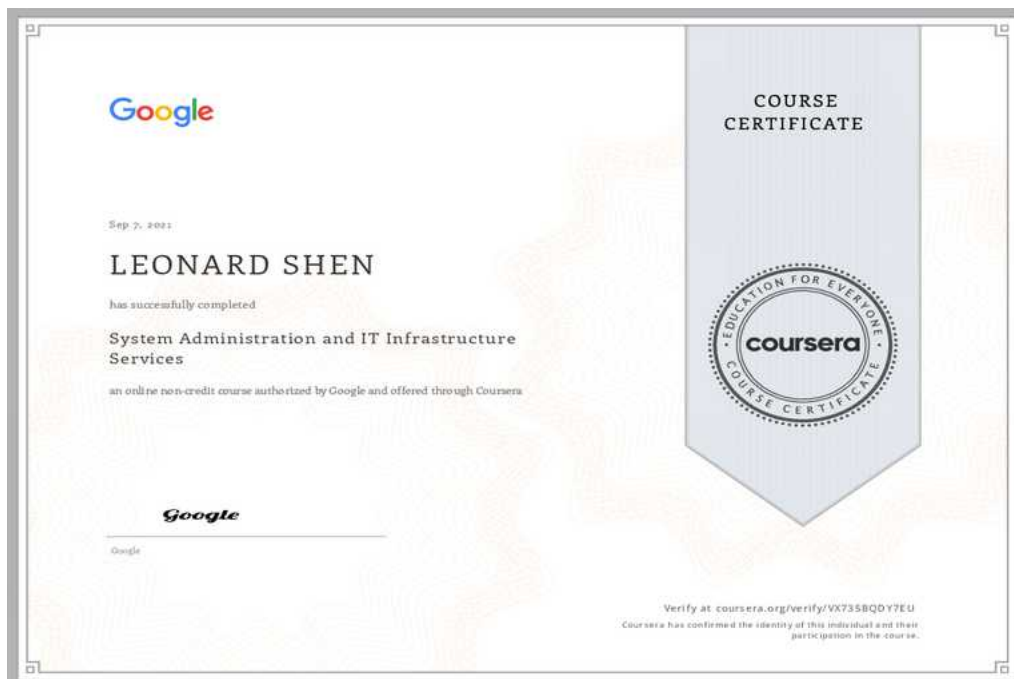 Google
COURSE
CERTIFICATE
Sep 7, 2021
LEONARD SHEN
has successfully completed
System Administration and IT Infrastructure
Services
an online non-credit course authorized by Google and offered through Coursera
EDUCATION FOR EVERYONE
coursera
COURSE CERTIFICATE
Google
Google
Verify at coursera.org/verify/VX735BQDY7EU
Coursera has confirmed the identity of this individual and their
participation in the course.